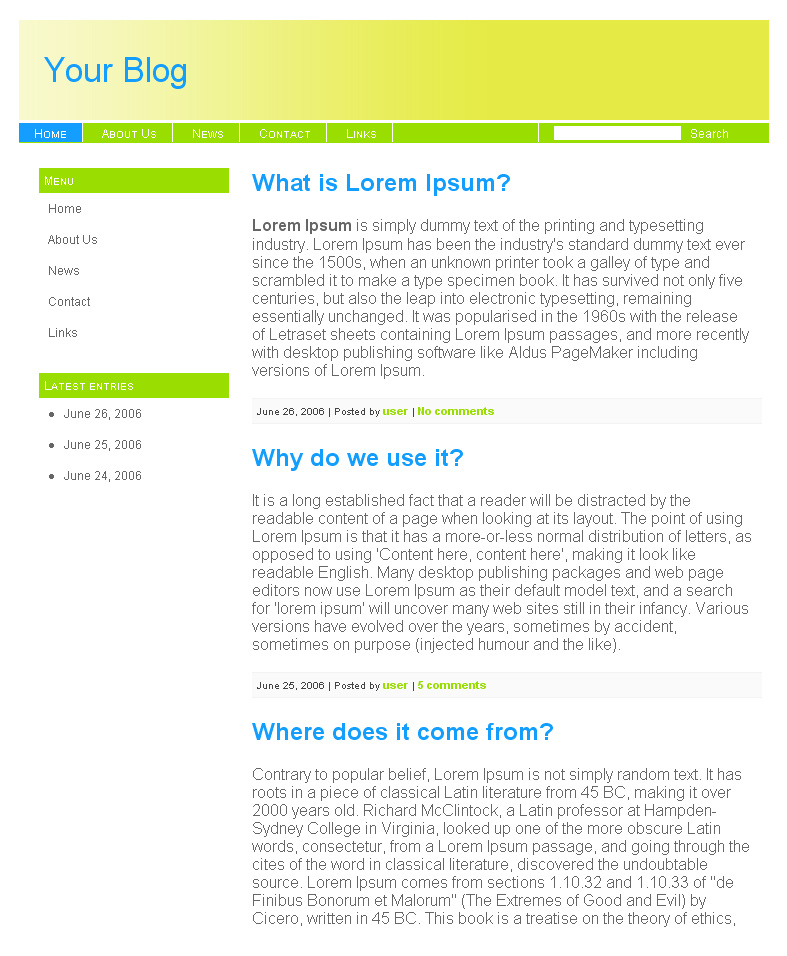 Your Blog
Home About Us News Contact Links Search
Menu
Home
About Us
News
Contact
Links
Latest entries
June 26, 2006
June 25, 2006
June 24, 2006
What is Lorem Ipsum?
Lorem Ipsum is simply dummy text of the printing and typesetting
industry. Lorem Ipsum has been the industry's standard dummy text ever
since the 1500s, when an unknown printer took a galley of type and
scrambled it to make a type specimen book. It has survived not only five
centuries, but also the leap into electronic typesetting, remaining
essentially unchanged. It was popularised in the 1960s with the release
of Letraset sheets containing Lorem Ipsum passages, and more recently
with desktop publishing software like Aldus PageMaker including
versions of Lorem Ipsum.
June 26, 2006 | Posted by user | No comments
Why do we use it?
It is a long established fact that a reader will be distracted by the
readable content of a page when looking at its layout. The point of using
Lorem Ipsum is that it has a more-or-less normal distribution of letters, as
opposed to using 'Content here, content here', making it look like
readable English. Many desktop publishing packages and web page
editors now use Lorem Ipsum as their default model text, and a search
for 'lorem ipsum' will uncover many web sites still in their infancy. Various
versions have evolved over the years, sometimes by accident,
sometimes on purpose (injected humour and the like).
June 25, 2006 | Posted by user | 5 comments
Where does it come from?
Contrary to popular belief, Lorem Ipsum is not simply random text. It has
roots in a piece of classical Latin literature from 45 BC, making it over
2000 years old. Richard McClintock, a Latin professor at Hampden-
Sydney College in Virginia, looked up one of the more obscure Latin
words, consectetur, from a Lorem Ipsum passage, and going through the
cites of the word in classical literature, discovered the undoubtable
source. Lorem Ipsum comes from sections 1.10.32 and 1.10.33 of "de
Finibus Bonorum et Malorum" (The Extremes of Good and Evil) by
Cicero, written in 45 BC. This book is a treatise on the theory of ethics,